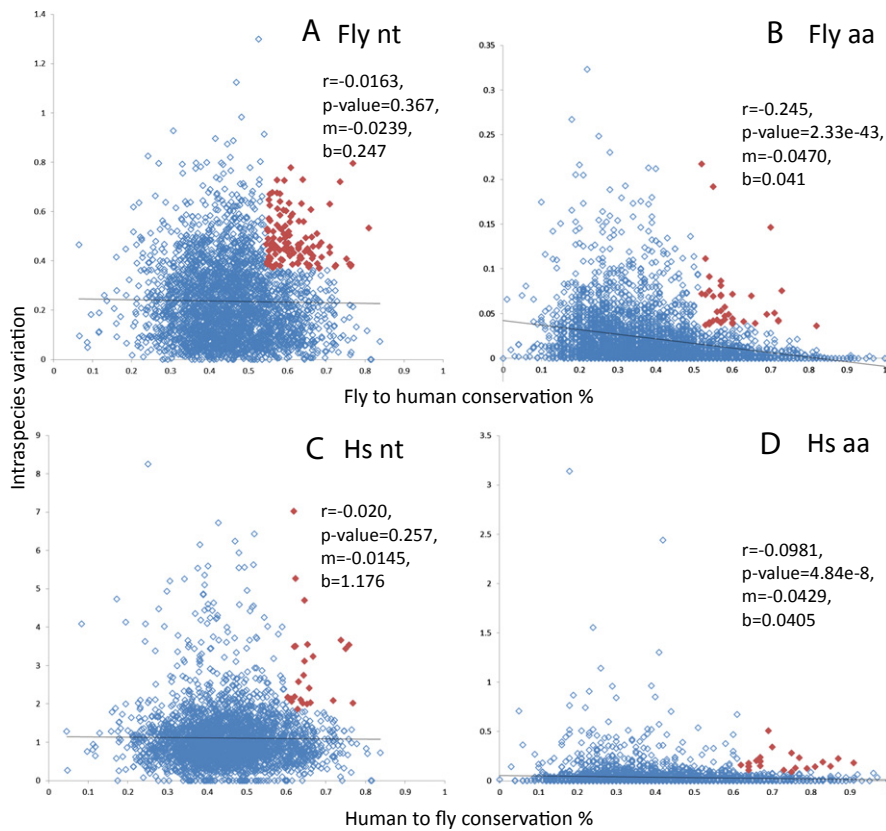 A Fly nt
r=-0.0163,
p-value=0.367,
m=-0.0239,
b=0.247
1.4
1.2
1
0.8
0.6
0.4
0.2
0
0 0.1 0.2 0.3 0.4 0.5 0.6 0.7 0.8 0.9 1
B Fly aa
r=-0.245,
p-value=2.33e-43,
m=-0.0470,
b=0.041
0.35
0.3
0.25
0.2
0.15
0.1
0.05
0
0 0.1 0.2 0.3 0.4 0.5 0.6 0.7 0.8 0.9 1
Fly to human conservation %
Intraspecies variation
C Hs nt
r=-0.020,
p-value=0.257,
m=-0.0145,
b=1.176
9
8
7
6
5
4
3
2
1
0
0 0.1 0.2 0.3 0.4 0.5 0.6 0.7 0.8 0.9 1
D Hs aa
r=-0.0981,
p-value=4.84e-8,
m=-0.0429,
b=0.0405
3.5
3
2.5
2
1.5
1
0.5
0
0 0.1 0.2 0.3 0.4 0.5 0.6 0.7 0.8 0.9 1
Human to fly conservation %